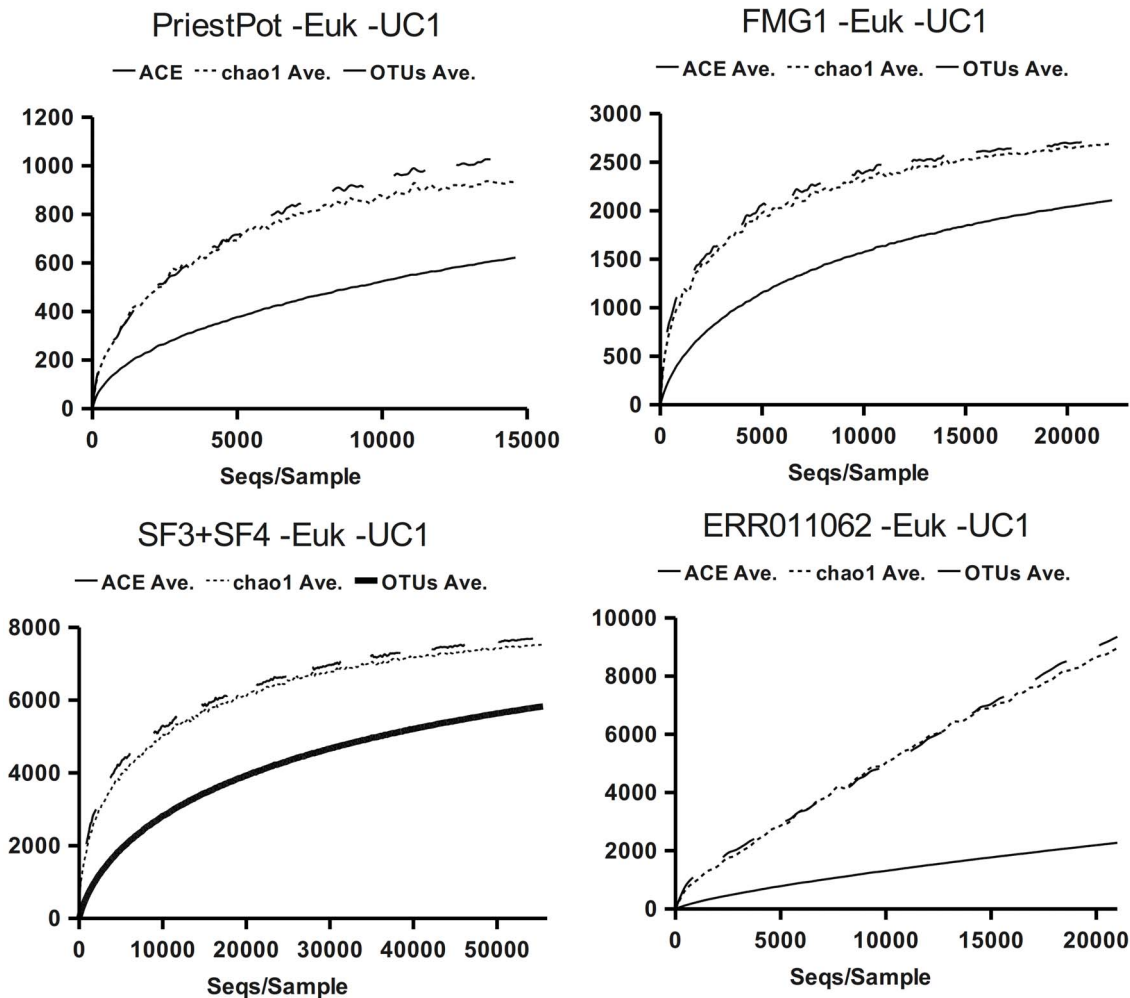 PriestPot -Euk -UC1
ACE chao1 Ave. OTUs Ave.
1200
1000
800
600
400
200
0
0 5000 10000 15000
Seqs/Sample
FMG1 -Euk -UC1
ACE Ave. chao1 Ave. OTUs Ave.
3000
2500
2000
1500
1000
500
0
0 5000 10000 15000 20000
Seqs/Sample
SF3+SF4 -Euk -UC1
ACE Ave. chao1 Ave. OTUs Ave.
8000
6000
4000
2000
0
0 10000 20000 30000 40000 50000
Seqs/Sample
ERR011062 -Euk -UC1
ACE Ave. chao1 Ave. OTUs Ave.
10000
8000
6000
4000
2000
0
0 5000 10000 15000 20000
Seqs/Sample